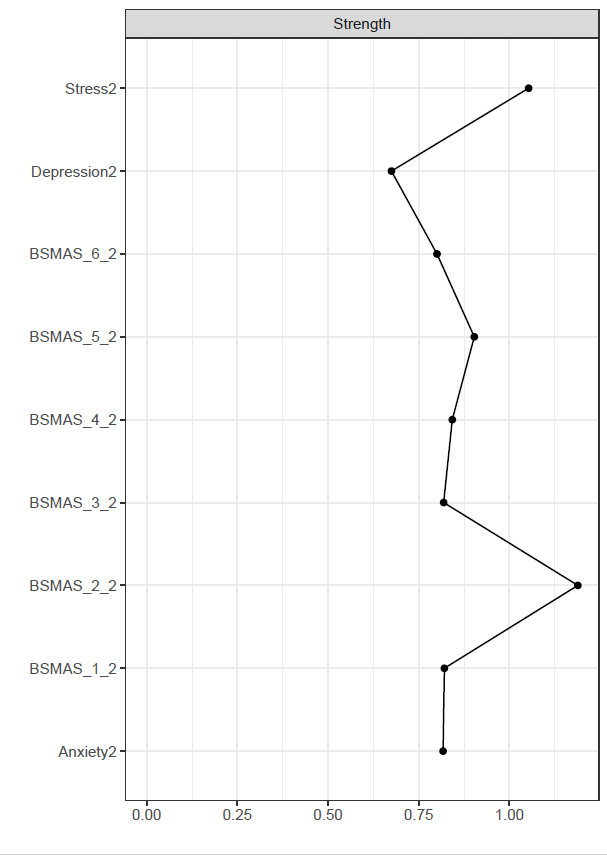 Strength
Stress2
Depression2
BSMAS_6_2
BSMAS_5_2
BSMAS_4_2
BSMAS_3_2
BSMAS_2_2
BSMAS_1_2
Anxiety2
0.00 0.25 0.50 0.75 1.00